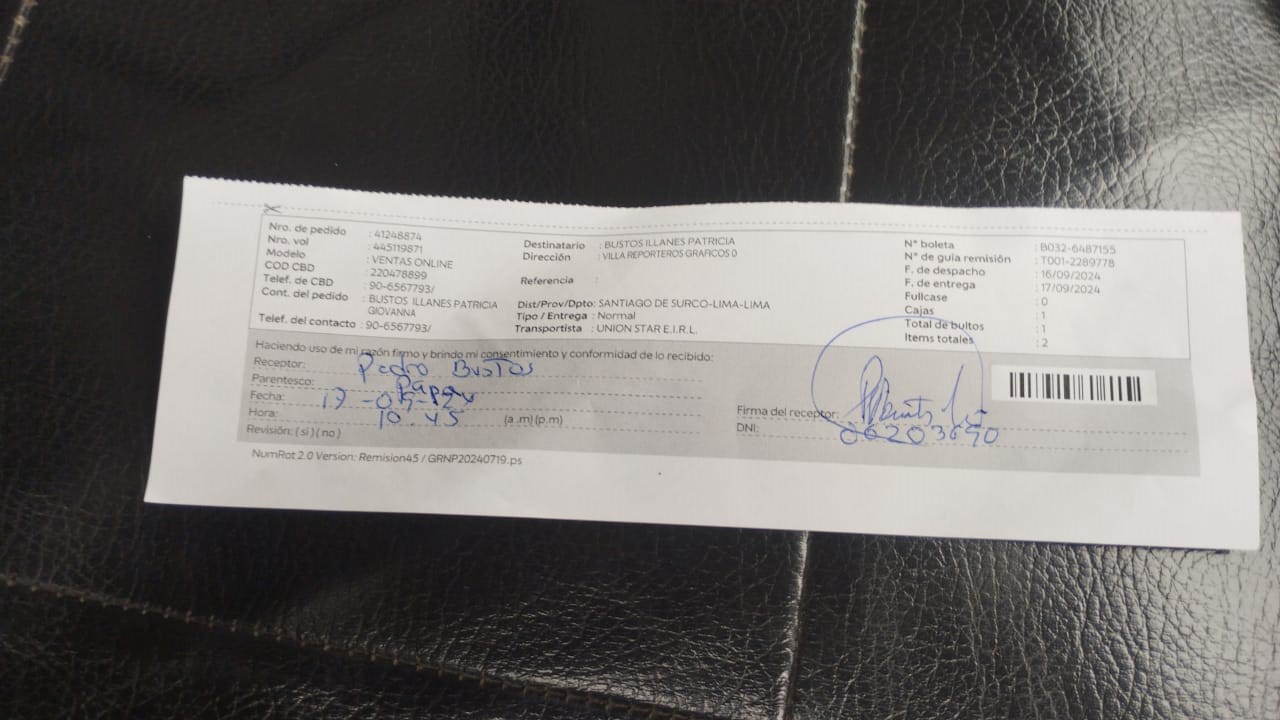 Nro. de pedido : 41248874
Nro. vol : 445119871
Modelo : VENTAS ONLINE
COD CBD : 220478899
Telef. de CBD : 90-6567793/
Cont. del pedido : BUSTOS ILLANES PATRICIA
GIOVANNA
Telef. del contacto : 90-6567793/
Destinatario : BUSTOS ILLANES PATRICIA
Dirección : VILLA REPORTEROS GRAFICOS 0
Referencia :
Dist/Prov/Dpto: SANTIAGO DE SURCO-LIMA-LIMA
Tipo / Entrega : Normal
Transportista : UNION STAR E.I.R.L.
N° boleta : B032-6487155
N° de guia remisión : T001-2289778
F. de despacho : 16/09/2024
F. de entrega : 17/09/2024
Fullcase : 0
Cajas : 1
Total de bultos : 1
Items totales : 2
Haciendo uso de mi razón firmo y brindo mi consentimiento y conformidad de lo recibido:
Receptor: Pedro Bustos
Parentesco: Papa
Fecha: 17-09-24
Hora: 10.45 (a .m) (p.m)
Revisión: ( si ) ( no )
Firma del receptor:
DNI: 06203690
NumRot 2.0 Version: Remision45 / GRNP20240719.ps